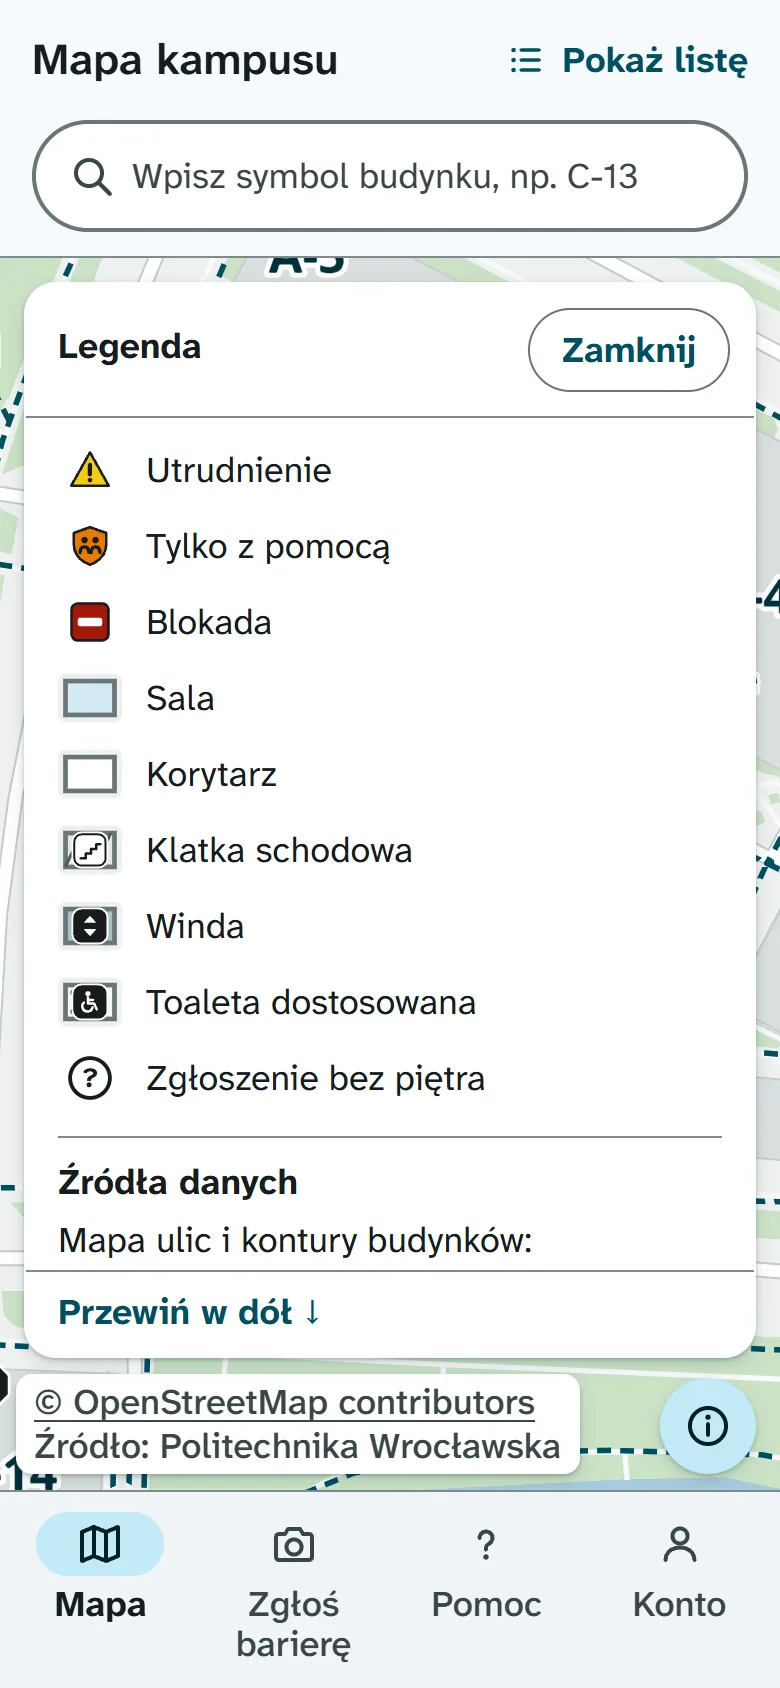 Mapa kampusu
Pokaż listę
Wpisz symbol budynku, np. C-13
A-5
Legenda
Zamknij
Utrudnienie
Tylko z pomocą
Blokada
Sala
Korytarz
Klatka schodowa
Winda
Toaleta dostosowana
? Zgłoszenie bez piętra
Źródła danych
Mapa ulic i kontury budynków:
Przewiń w dół ↓
© OpenStreetMap contributors
Źródło: Politechnika Wrocławska
-14
Mapa
Zgłoś
barierę
Pomoc
Konto